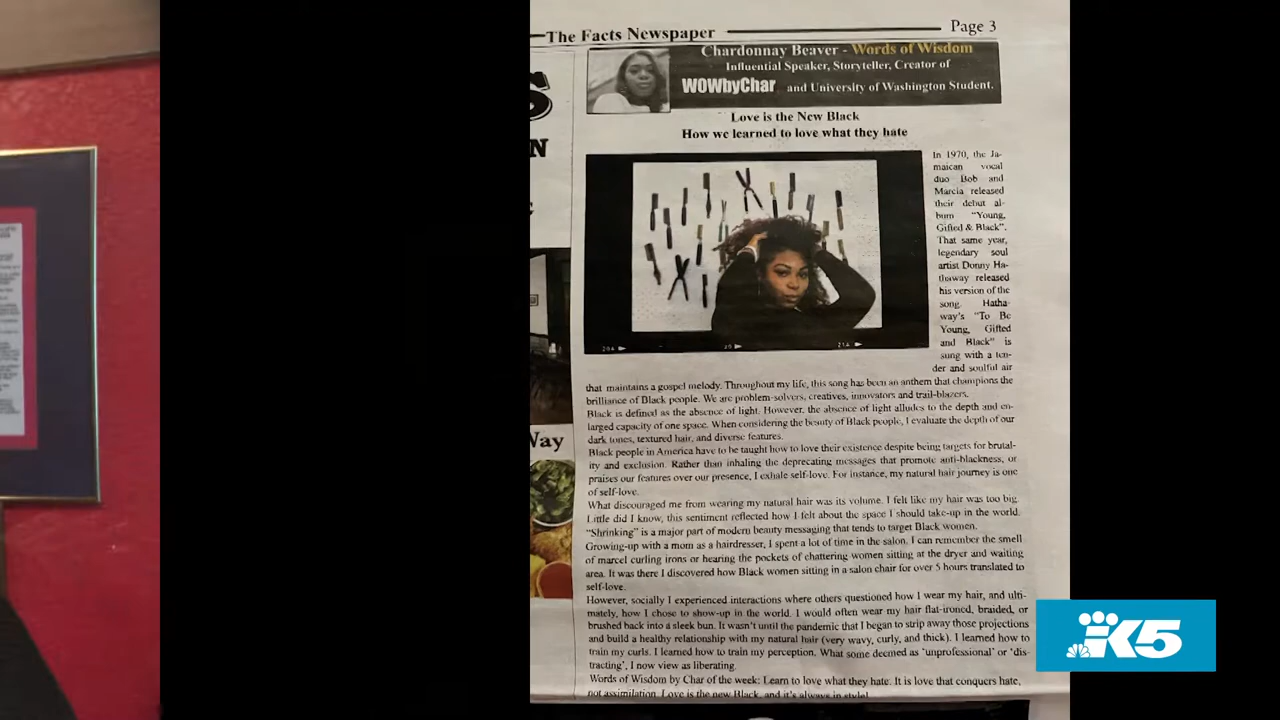 The Facts Newspaper
Page 3
Chardonnay Beaver - Words of Wisdom
Influential Speaker, Storyteller, Creator of
WOWbyChar and University of Washington Student.
Love is the New Black
How we learned to love what they hate
In 1970, the Ja-
maican vocal
duo Bob and
Marcia released
their debut al-
bum "Young,
Gifted & Black".
That same year,
legendary soul
artist Donny Ha-
thaway released
his version of the
song. Hatha-
way's "To Be
Young, Gifted
and Black" is
sung with a ten-
der and soulful air
that maintains a gospel melody. Throughout my life, this song has been an anthem that champions the
brilliance of Black people. We are problem-solvers, creatives, innovators and trail-blazers.
Black is defined as the absence of light. However, the absence of light alludes to the depth and en-
larged capacity of one space. When considering the beauty of Black people, I evaluate the depth of our
dark tones, textured hair, and diverse features.
Black people in America have to be taught how to love their existence despite being targets for brutal-
ity and exclusion. Rather than inhaling the deprecating messages that promote anti-blackness, or
praises our features over our presence, I exhale self-love. For instance, my natural hair journey is one
of self-love.
What discouraged me from wearing my natural hair was its volume. I felt like my hair was too big.
Little did I know, this sentiment reflected how I felt about the space I should take-up in the world.
"Shrinking" is a major part of modern beauty messaging that tends to target Black women.
Growing-up with a mom as a hairdresser, I spent a lot of time in the salon. I can remember the smell
of marcel curling irons or hearing the pockets of chattering women sitting at the dryer and waiting
area. It was there I discovered how Black women sitting in a salon chair for over 5 hours translated to
self-love.
However, socially I experienced interactions where others questioned how I wear my hair, and ulti-
mately, how I chose to show-up in the world. I would often wear my hair flat-ironed, braided, or
brushed back into a sleek bun. It wasn't until the pandemic that I began to strip away those projections
and build a healthy relationship with my natural hair (very wavy, curly, and thick). I learned how to
train my curls. I learned how to train my perception. What some deemed as 'unprofessional' or 'dis-
tracting', I now view as liberating.
Words of Wisdom by Char of the week: Learn to love what they hate. It is love that conquers hate,
not assimilation. Love is the new Black, and it's always in style!
Way
K5